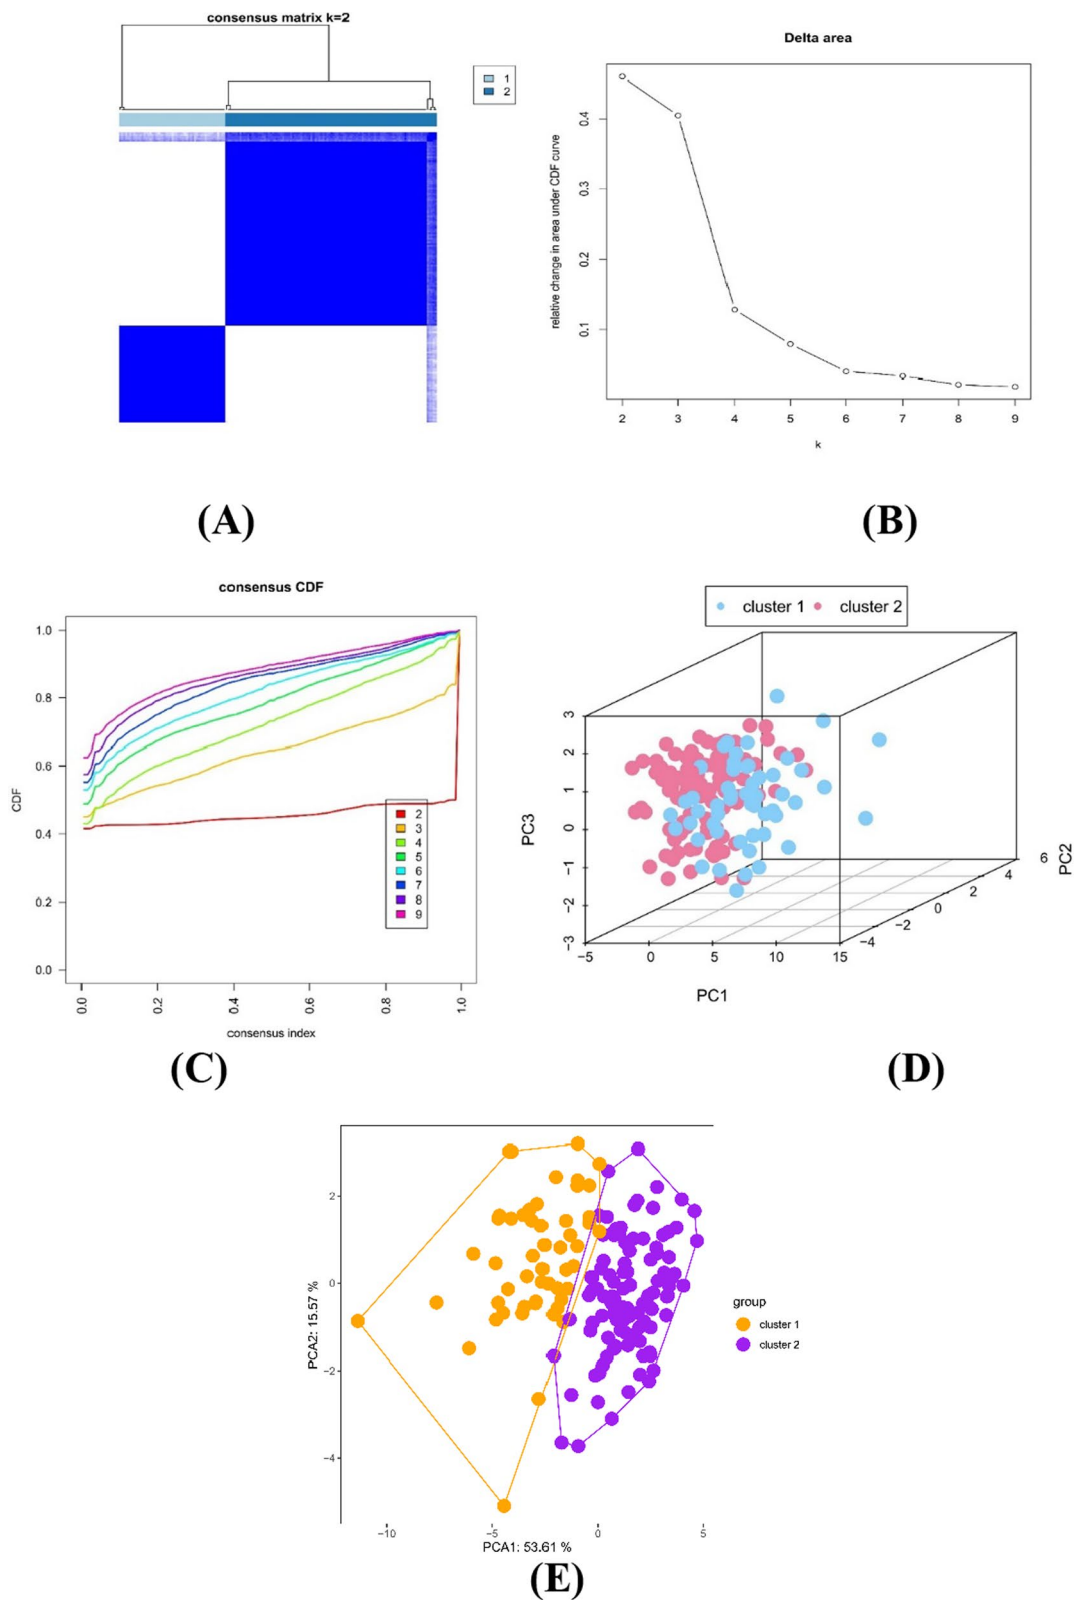 consensus matrix k=2
1
2
(A)
Delta area
relative change in area under CDF curve
0.4
0.3
0.2
0.1
2 3 4 5 6 7 8 9
k
(B)
consensus CDF
CDF
1.0
0.8
0.6
0.4
0.2
0.0
2
3
4
5
6
7
8
9
0.0 0.2 0.4 0.6 0.8 1.0
consensus index
(C)
cluster 1 cluster 2
PC3
3
2
1
0
−1
−2
−3
−5 0 5 10 15
PC1
−4
−2
0
2
4
6
PC2
(D)
PCA2: 15.57 %
2
0
−2
−4
−10 −5 0 5
PCA1: 53.61 %
group
cluster 1
cluster 2
(E)